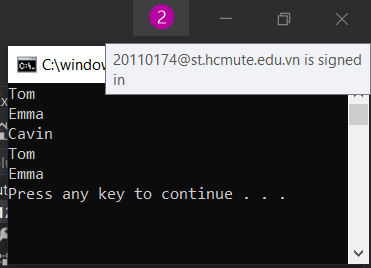 2
C:\window
20110174@st.hcmute.edu.vn is signed
in
Tom
Emma
Cavin
Tom
Emma
Press any key to continue . . .